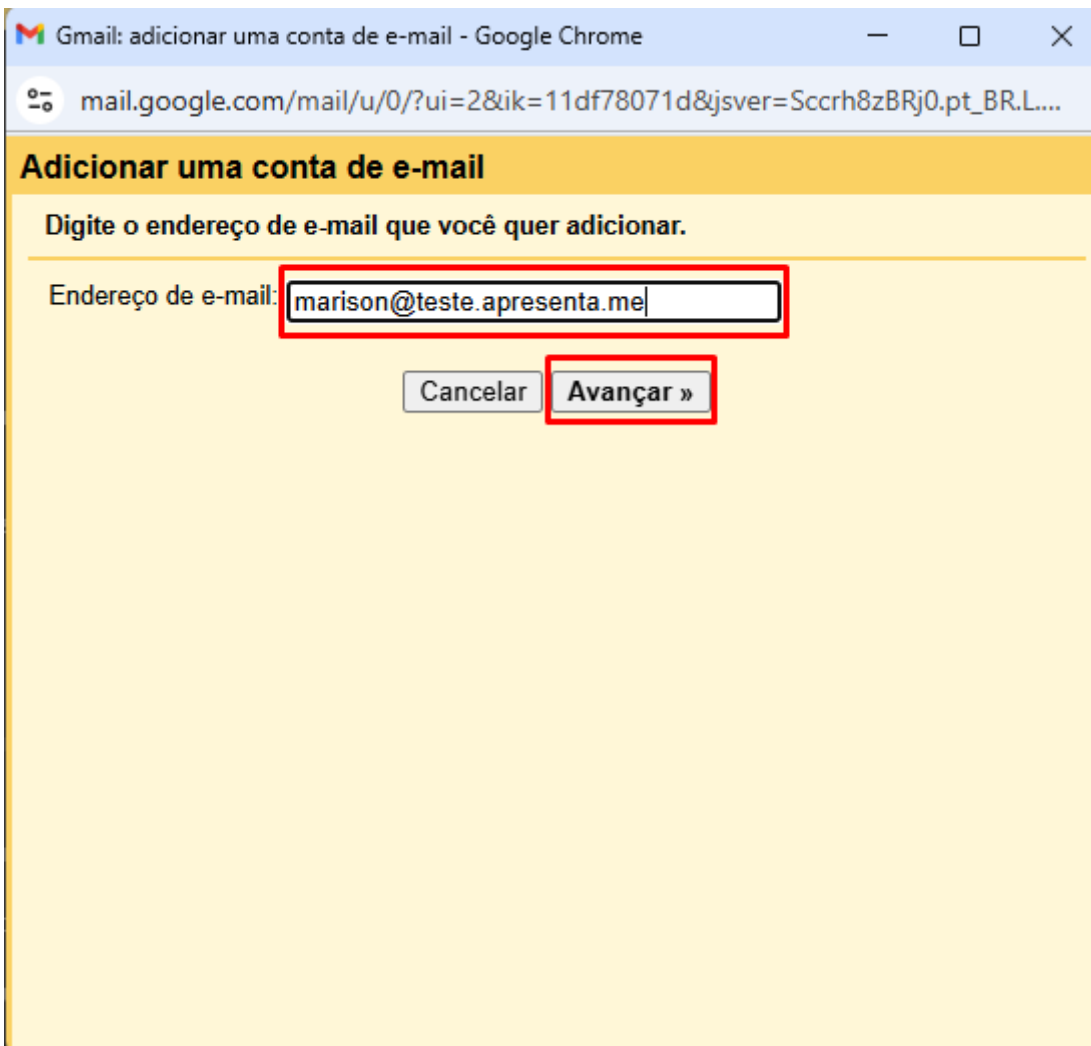 Gmail: adicionar uma conta de e-mail - Google Chrome
mail.google.com/mail/u/0/?ui=2&ik=11df78071d&jsver=Sccrh8zBRj0.pt_BR.L....
Adicionar uma conta de e-mail
Digite o endereço de e-mail que você quer adicionar.
Endereço de e-mail: marison@teste.apresenta.me
Cancelar Avançar »